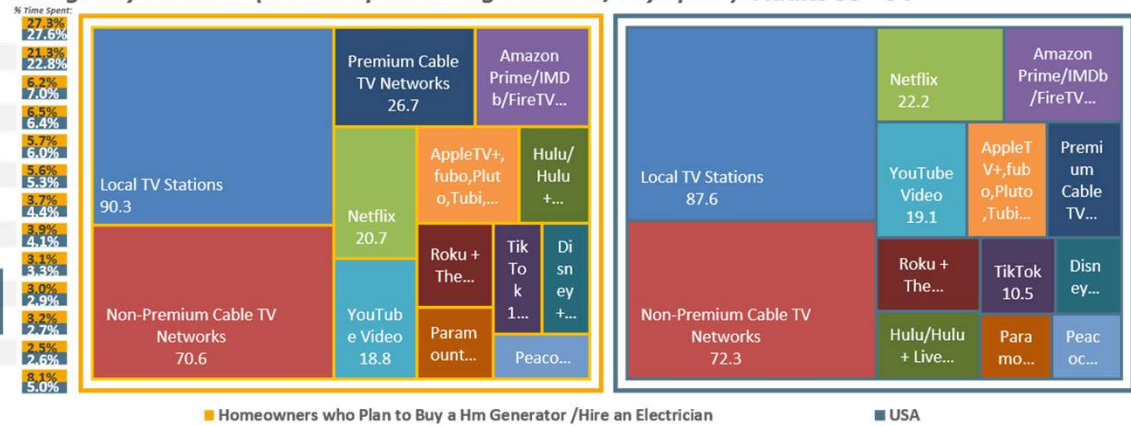 % Time Spent:
27.3%
27.6%
21.3%
22.8%
6.2%
7.0%
6.5%
6.4%
5.7%
6.0%
5.6%
5.3%
3.7%
4.4%
3.9%
4.1%
3.1%
3.3%
3.0%
2.9%
3.2%
2.7%
2.5%
2.6%
8.1%
5.0%
Local TV Stations
90.3
Non-Premium Cable TV
Networks
70.6
Premium Cable
TV Networks
26.7
Amazon
Prime/IMD
b/FireTV...
Netflix
20.7
AppleTV+,
fubo,Plut
o,Tubi,...
Hulu/
Hulu
+...
YouTub
e Video
18.8
Roku +
The...
Tik
To
k
1...
Di
sn
ey
+...
Param
ount...
Peaco...
Local TV Stations
87.6
Non-Premium Cable TV
Networks
72.3
Netflix
22.2
Amazon
Prime/IMDb
/FireTV...
YouTube
Video
19.1
AppleT
V+,fub
o,Pluto
,Tubi...
Premi
um
Cable
TV...
Roku +
The...
TikTok
10.5
Disn
ey...
Hulu/Hulu
+ Live...
Para
mo...
Peac
oc...
Homeowners who Plan to Buy a Hm Generator /Hire an Electrician
USA